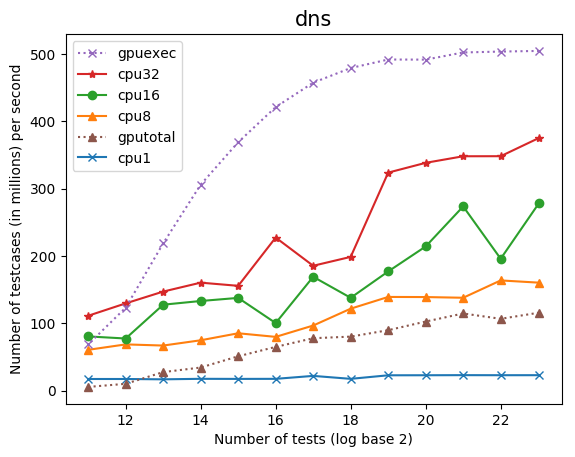 dns
gpuexec
cpu32
cpu16
cpu8
gputotal
cpu1
Number of testcases (in millions) per second
500
400
300
200
100
0
12 14 16 18 20 22
Number of tests (log base 2)